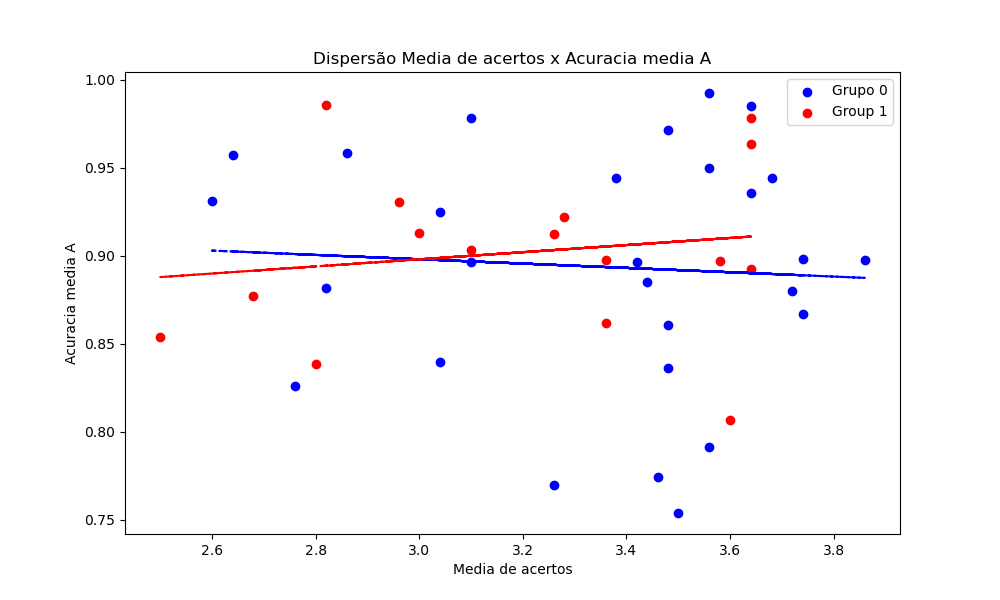 Dispersão Media de acertos x Acuracia media A
Grupo 0
Group 1
1.00
0.95
0.90
0.85
0.80
0.75
Acuracia media A
2.6 2.8 3.0 3.2 3.4 3.6 3.8
Media de acertos